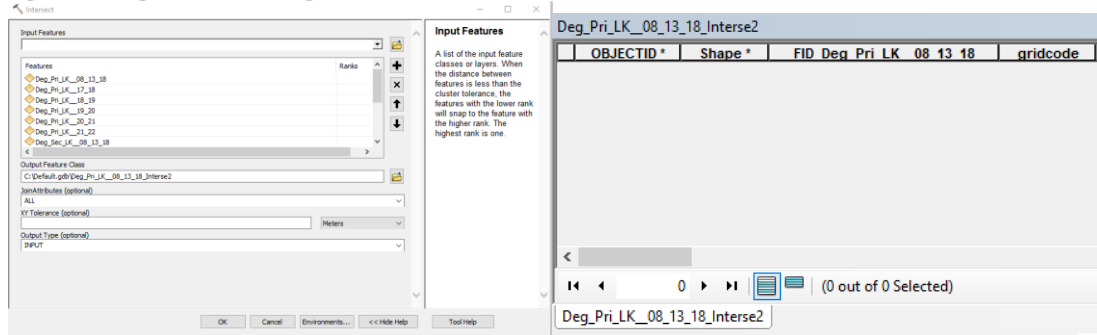 Intersect
Input Features
Features Ranks
Deg_Pri_LK__08_13_18
Deg_Pri_LK__17_18
Deg_Pri_LK__18_19
Deg_Pri_LK__19_20
Deg_Pri_LK__20_21
Deg_Pri_LK__21_22
Deg_Sec_LK__08_13_18
Output Feature Class
C:\Default.gdb\Deg_Pri_LK__08_13_18_Interse2
JoinAttributes (optional)
ALL
XY Tolerance (optional)
Meters
Output Type (optional)
INPUT
OK Cancel Environments... << Hide Help Tool Help
Input Features
A list of the input feature
classes or layers. When
the distance between
features is less than the
cluster tolerance, the
features with the lower rank
will snap to the feature with
the higher rank. The
highest rank is one.
Deg_Pri_LK__08_13_18_Interse2
OBJECTID * Shape * FID_Deg_Pri_LK__08_13_18 gridcode
0 (0 out of 0 Selected)
Deg_Pri_LK__08_13_18_Interse2